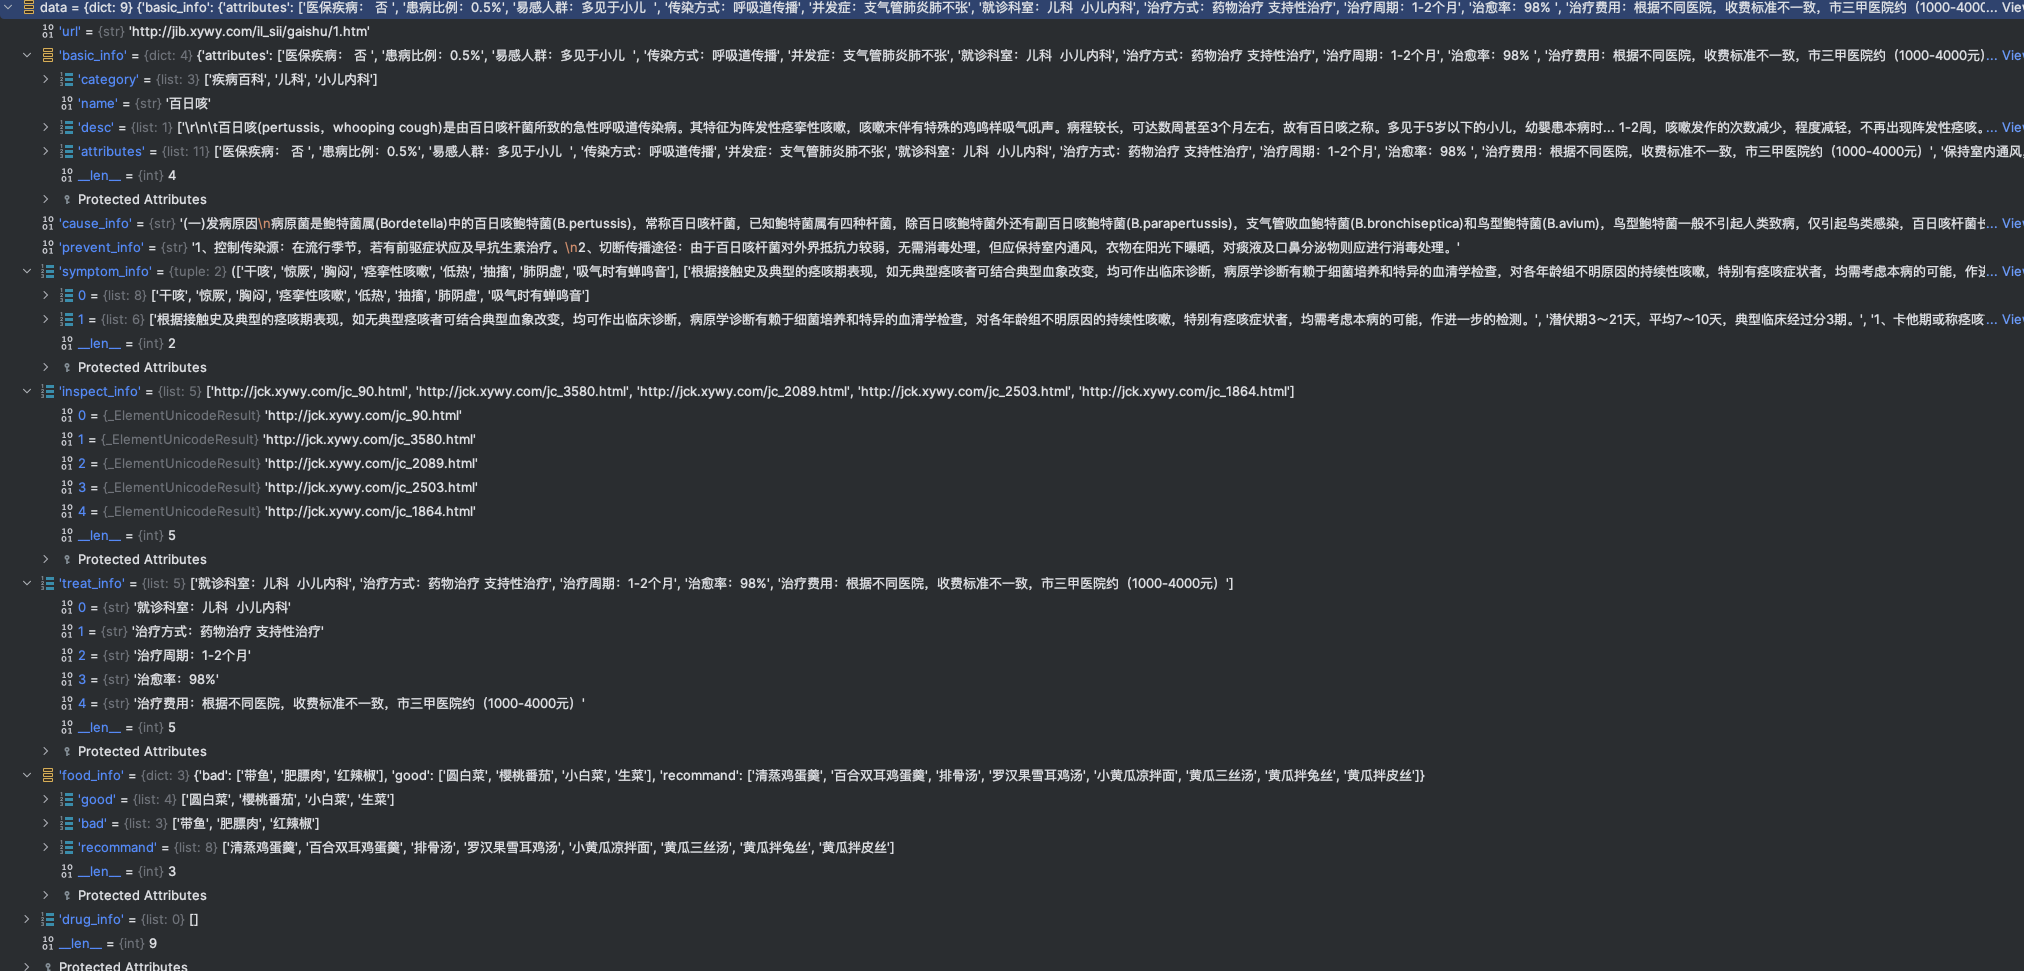 data = {dict: 9} {'basic_info': {'attributes': ['医保疾病： 否 ', '患病比例：0.5%', '易感人群：多见于小儿  ', '传染方式：呼吸道传播', '并发症：支气管肺炎肺不张', '就诊科室：儿科  小儿内科', '治疗方式：药物治疗 支持性治疗', '治疗周期：1-2个月', '治愈率：98% ', '治疗费用：根据不同医院，收费标准不一致，市三甲医院约（1000-400(... View
'url' = {str} 'http://jib.xywy.com/il_sii/gaishu/1.htm'
'basic_info' = {dict: 4} {'attributes': ['医保疾病： 否 ', '患病比例：0.5%', '易感人群：多见于小儿  ', '传染方式：呼吸道传播', '并发症：支气管肺炎肺不张', '就诊科室：儿科  小儿内科', '治疗方式：药物治疗 支持性治疗', '治疗周期：1-2个月', '治愈率：98% ', '治疗费用：根据不同医院，收费标准不一致，市三甲医院约（1000-4000元)... View
'category' = {list: 3} ['疾病百科', '儿科', '小儿内科']
'name' = {str} '百日咳'
'desc' = {list: 1} ['\r\n\t百日咳(pertussis，whooping cough)是由百日咳杆菌所致的急性呼吸道传染病。其特征为阵发性痉挛性咳嗽，咳嗽末伴有特殊的鸡鸣样吸气吼声。病程较长，可达数周甚至3个月左右，故有百日咳之称。多见于5岁以下的小儿，幼婴患本病时... 1-2周，咳嗽发作的次数减少，程度减轻，不再出现阵发性痉咳。... View
'attributes' = {list: 11} ['医保疾病： 否 ', '患病比例：0.5%', '易感人群：多见于小儿  ', '传染方式：呼吸道传播', '并发症：支气管肺炎肺不张', '就诊科室：儿科  小儿内科', '治疗方式：药物治疗 支持性治疗', '治疗周期：1-2个月', '治愈率：98% ', '治疗费用：根据不同医院，收费标准不一致，市三甲医院约（1000-4000元）', '保持室内通风，
__len__ = {int} 4
Protected Attributes
'cause_info' = {str} '(一)发病原因\n病原菌是鲍特菌属(Bordetella)中的百日咳鲍特菌(B.pertussis)，常称百日咳杆菌，已知鲍特菌属有四种杆菌，除百日咳鲍特菌外还有副百日咳鲍特菌(B.parapertussis)，支气管败血鲍特菌(B.bronchiseptica)和鸟型鲍特菌(B.avium)，鸟型鲍特菌一般不引起人类致病，仅引起鸟类感染，百日咳杆菌长... View
'prevent_info' = {str} '1、控制传染源：在流行季节，若有前驱症状应及早抗生素治疗。\n2、切断传播途径：由于百日咳杆菌对外界抵抗力较弱，无需消毒处理，但应保持室内通风，衣物在阳光下曝晒，对痰液及口鼻分泌物则应进行消毒处理。'
'symptom_info' = {tuple: 2} (['干咳', '惊厥', '胸闷', '痉挛性咳嗽', '低热', '抽搐', '肺阴虚', '吸气时有蝉鸣音'], ['根据接触史及典型的痉咳期表现，如无典型痉咳者可结合典型血象改变，均可作出临床诊断，病原学诊断有赖于细菌培养和特异的血清学检查，对各年龄组不明原因的持续性咳嗽，特别有痉咳症状者，均需考虑本病的可能，作进... View
0 = {list: 8} ['干咳', '惊厥', '胸闷', '痉挛性咳嗽', '低热', '抽搐', '肺阴虚', '吸气时有蝉鸣音']
1 = {list: 6} ['根据接触史及典型的痉咳期表现，如无典型痉咳者可结合典型血象改变，均可作出临床诊断，病原学诊断有赖于细菌培养和特异的血清学检查，对各年龄组不明原因的持续性咳嗽，特别有痉咳症状者，均需考虑本病的可能，作进一步的检测。', '潜伏期3～21天，平均7～10天，典型临床经过分3期。', '1、卡他期或称痉咳... View
__len__ = {int} 2
Protected Attributes
'inspect_info' = {list: 5} ['http://jck.xywy.com/jc_90.html', 'http://jck.xywy.com/jc_3580.html', 'http://jck.xywy.com/jc_2089.html', 'http://jck.xywy.com/jc_2503.html', 'http://jck.xywy.com/jc_1864.html']
0 = {_ElementUnicodeResult} 'http://jck.xywy.com/jc_90.html'
1 = {_ElementUnicodeResult} 'http://jck.xywy.com/jc_3580.html'
2 = {_ElementUnicodeResult} 'http://jck.xywy.com/jc_2089.html'
3 = {_ElementUnicodeResult} 'http://jck.xywy.com/jc_2503.html'
4 = {_ElementUnicodeResult} 'http://jck.xywy.com/jc_1864.html'
__len__ = {int} 5
Protected Attributes
'treat_info' = {list: 5} ['就诊科室：儿科  小儿内科', '治疗方式：药物治疗 支持性治疗', '治疗周期：1-2个月', '治愈率：98%', '治疗费用：根据不同医院，收费标准不一致，市三甲医院约（1000-4000元）']
0 = {str} '就诊科室：儿科  小儿内科'
1 = {str} '治疗方式：药物治疗 支持性治疗'
2 = {str} '治疗周期：1-2个月'
3 = {str} '治愈率：98%'
4 = {str} '治疗费用：根据不同医院，收费标准不一致，市三甲医院约（1000-4000元）'
__len__ = {int} 5
Protected Attributes
'food_info' = {dict: 3} {'bad': ['带鱼', '肥膘肉', '红辣椒'], 'good': ['圆白菜', '樱桃番茄', '小白菜', '生菜'], 'recommand': ['清蒸鸡蛋羹', '百合双耳鸡蛋羹', '排骨汤', '罗汉果雪耳鸡汤', '小黄瓜凉拌面', '黄瓜三丝汤', '黄瓜拌兔丝', '黄瓜拌皮丝']}
'good' = {list: 4} ['圆白菜', '樱桃番茄', '小白菜', '生菜']
'bad' = {list: 3} ['带鱼', '肥膘肉', '红辣椒']
'recommand' = {list: 8} ['清蒸鸡蛋羹', '百合双耳鸡蛋羹', '排骨汤', '罗汉果雪耳鸡汤', '小黄瓜凉拌面', '黄瓜三丝汤', '黄瓜拌兔丝', '黄瓜拌皮丝']
__len__ = {int} 3
Protected Attributes
'drug_info' = {list: 0} []
__len__ = {int} 9
Protected Attributes